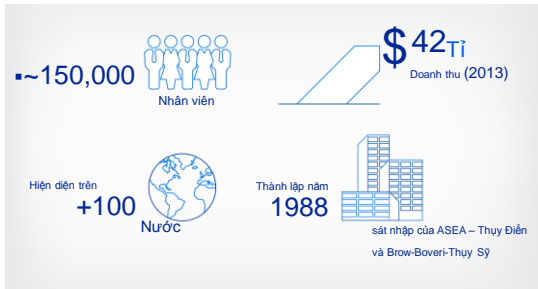 ▪~150,000
Nhân viên
$42Tỉ
Doanh thu (2013)
Hiện diện trên
+100
Nước
Thành lập năm
1988
sát nhập của ASEA – Thụy Điển
và Brow-Boveri-Thụy Sỹ